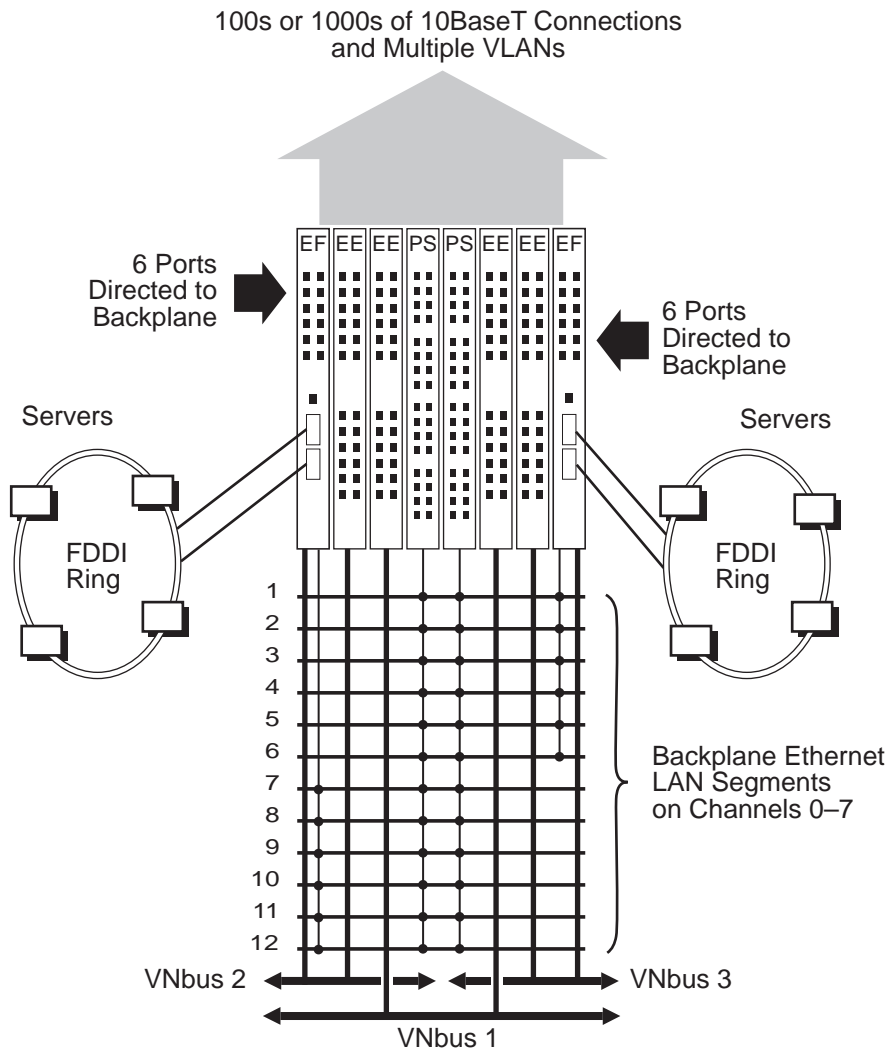 100s or 1000s of 10BaseT Connections
and Multiple VLANs
EF EE EE PS PS EE EE EF
6 Ports
Directed to
Backplane
6 Ports
Directed to
Backplane
Servers
Servers
FDDI
Ring
FDDI
Ring
1
2
3
4
5
6
7
8
9
10
11
12
Backplane Ethernet
LAN Segments
on Channels 0–7
VNbus 2
VNbus 3
VNbus 1